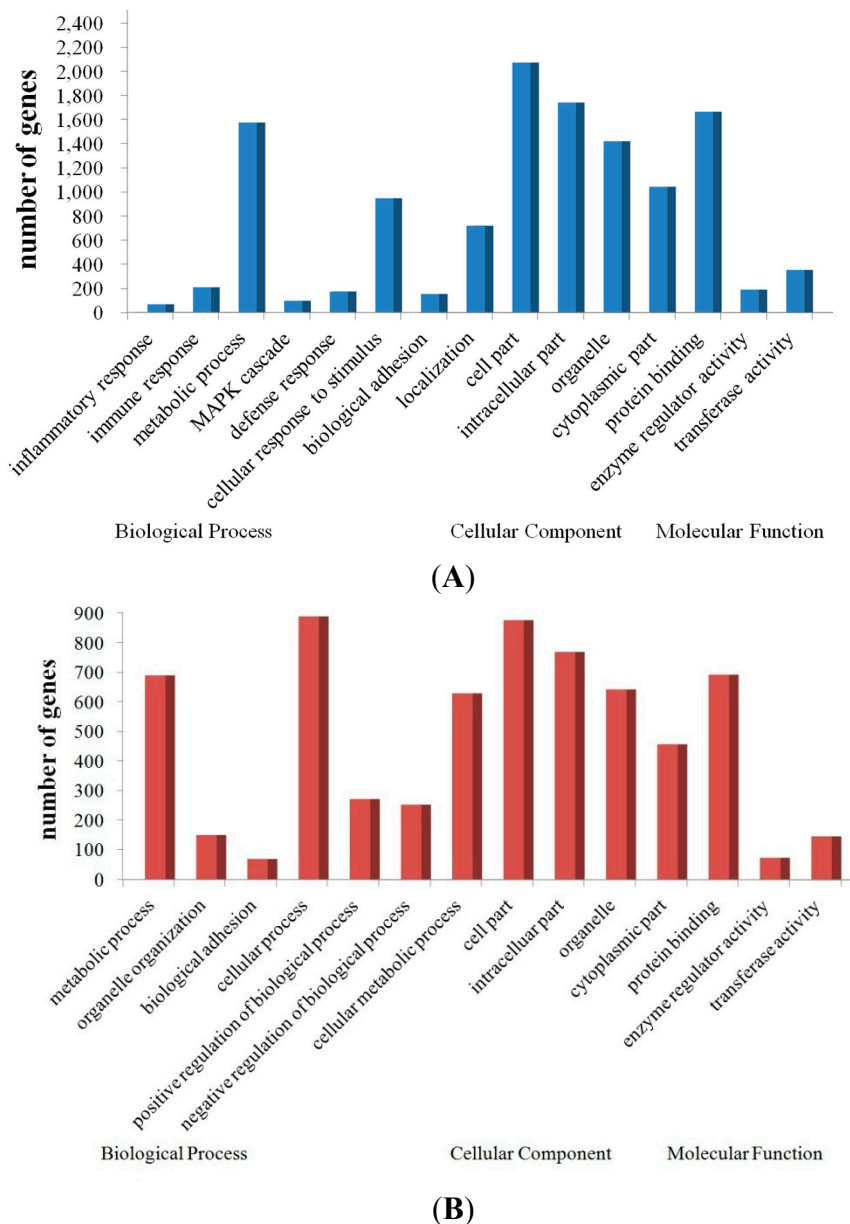 number of genes
2,400
2,200
2,000
1,800
1,600
1,400
1,200
1,000
800
600
400
200
0
inflammatory response
immune response
metabolic process
MAPK cascade
defense response
cellular response to stimulus
biological adhesion
localization
cell part
intracellular part
organelle
cytoplasmic part
protein binding
enzyme regulator activity
transferase activity
Biological Process
Cellular Component
Molecular Function
(A)
number of genes
900
800
700
600
500
400
300
200
100
0
metabolic process
organelle organization
biological adhesion
cellular process
positive regulation of biological process
negative regulation of biological process
cellular metabolic process
cell part
intracelluar part
organelle
cytoplasmic part
protein binding
enzyme regulator activity
transferase activity
Biological Process
Cellular Component
Molecular Function
(B)